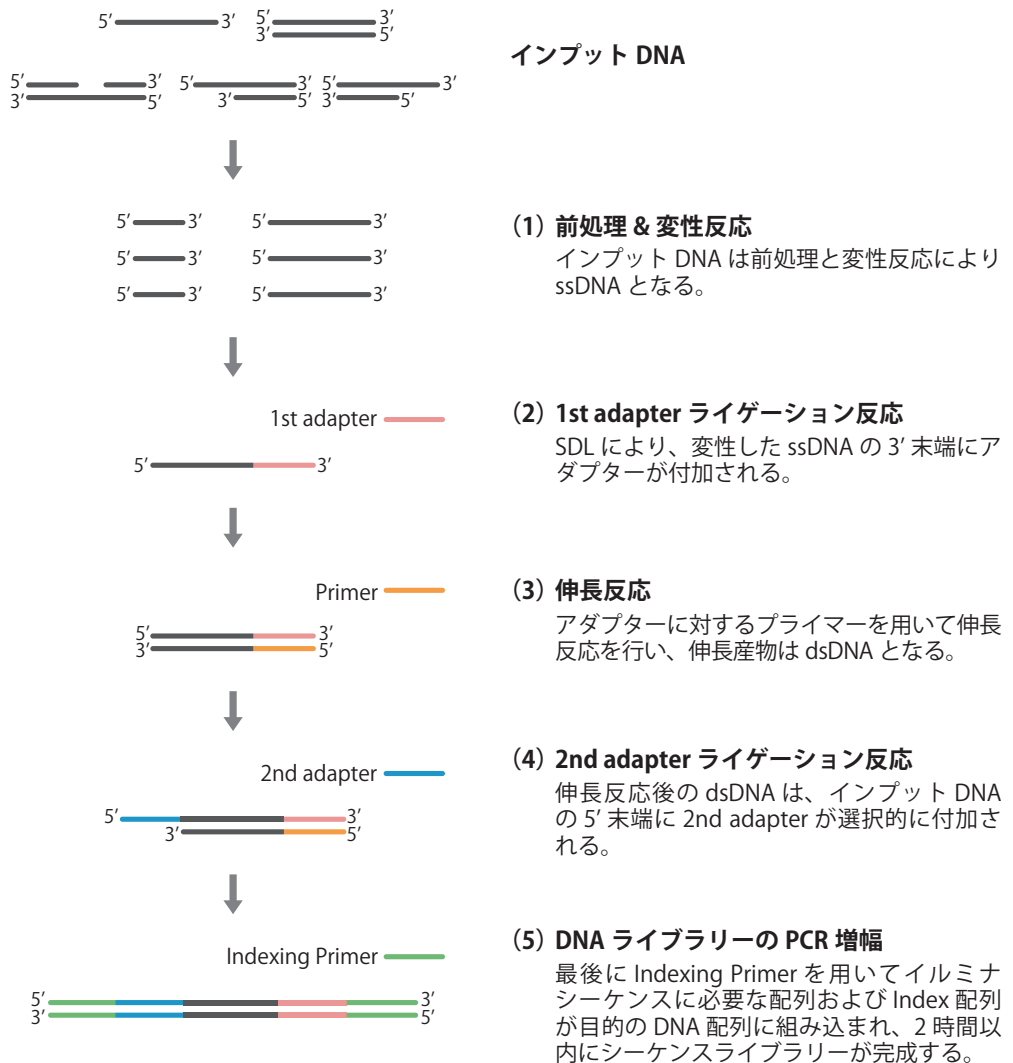 5′ 3′ 5′ 3′
3′ 5′
インプット DNA
5′ 3′ 5′ 3′ 5′ 3′
3′ 5′ 3′ 5′ 3′ 5′
5′ 3′ 5′ 3′
5′ 3′ 5′ 3′
5′ 3′ 5′ 3′
(1) 前処理 & 変性反応
インプット DNA は前処理と変性反応により
ssDNA となる。
1st adapter
5′ 3′
(2) 1st adapter ライゲーション反応
SDL により、変性した ssDNA の 3′ 末端にア
ダプターが付加される。
Primer
5′ 3′
3′ 5′
(3) 伸長反応
アダプターに対するプライマーを用いて伸長
反応を行い、伸長産物は dsDNA となる。
2nd adapter
5′ 3′
3′ 5′
(4) 2nd adapter ライゲーション反応
伸長反応後の dsDNA は、インプット DNA
の 5′ 末端に 2nd adapter が選択的に付加さ
れる。
Indexing Primer
5′ 3′
3′ 5′
(5) DNA ライブラリーの PCR 増幅
最後に Indexing Primer を用いてイルミナ
シーケンスに必要な配列および Index 配列
が目的の DNA 配列に組み込まれ、2 時間以
内にシーケンスライブラリーが完成する。